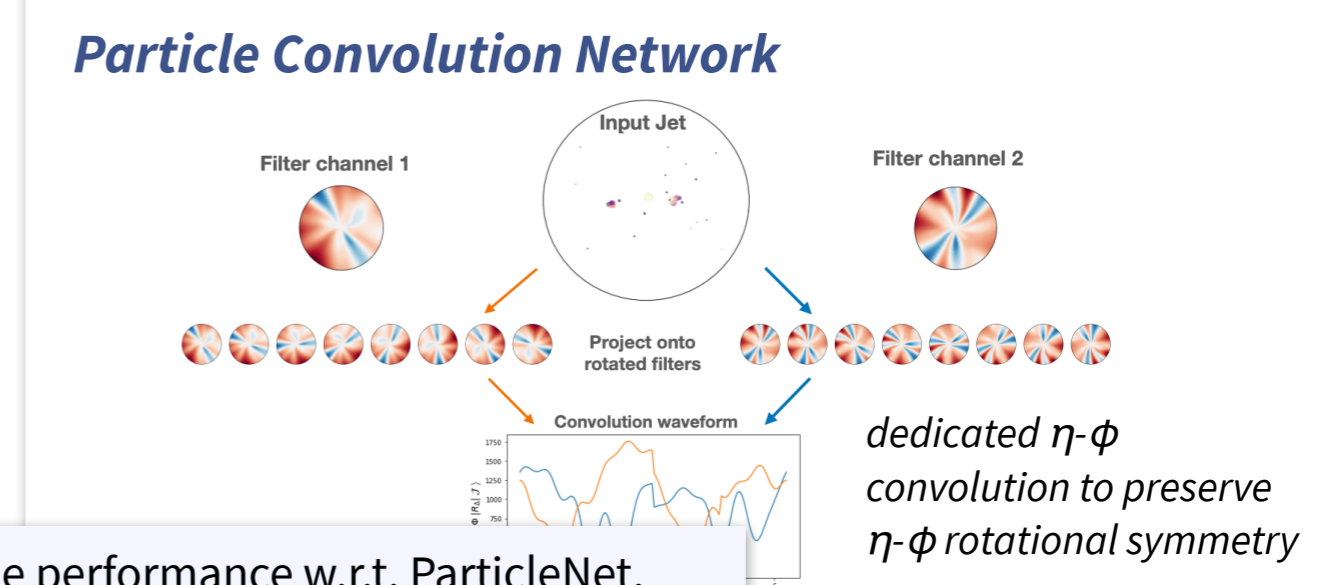 Particle Convolution Network
Input Jet
Filter channel 1
Filter channel 2
Project onto
rotated filters
Convolution waveform
1750
1500
1250
1000
750
dedicated η-ϕ
convolution to preserve
η-ϕ rotational symmetry
e performance w.r.t. ParticleNet.